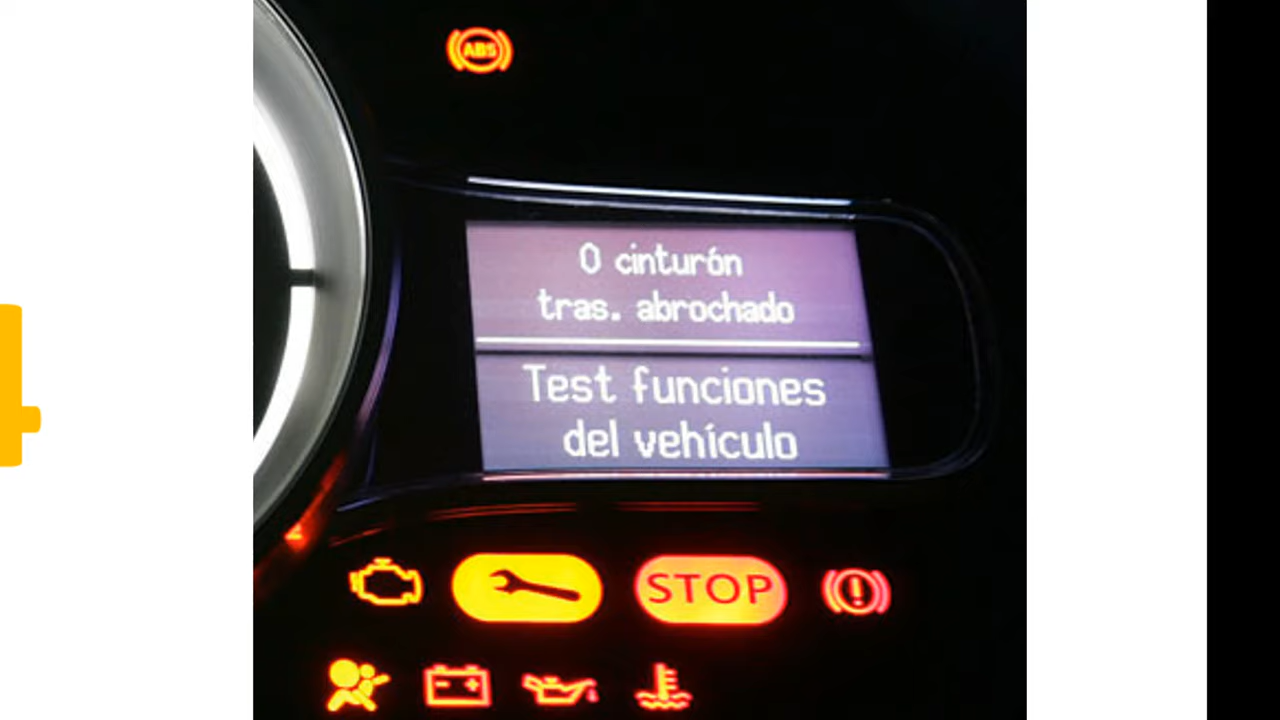 ABS
0 cinturón
tras. abrochado
Test funciones
del vehículo
STOP